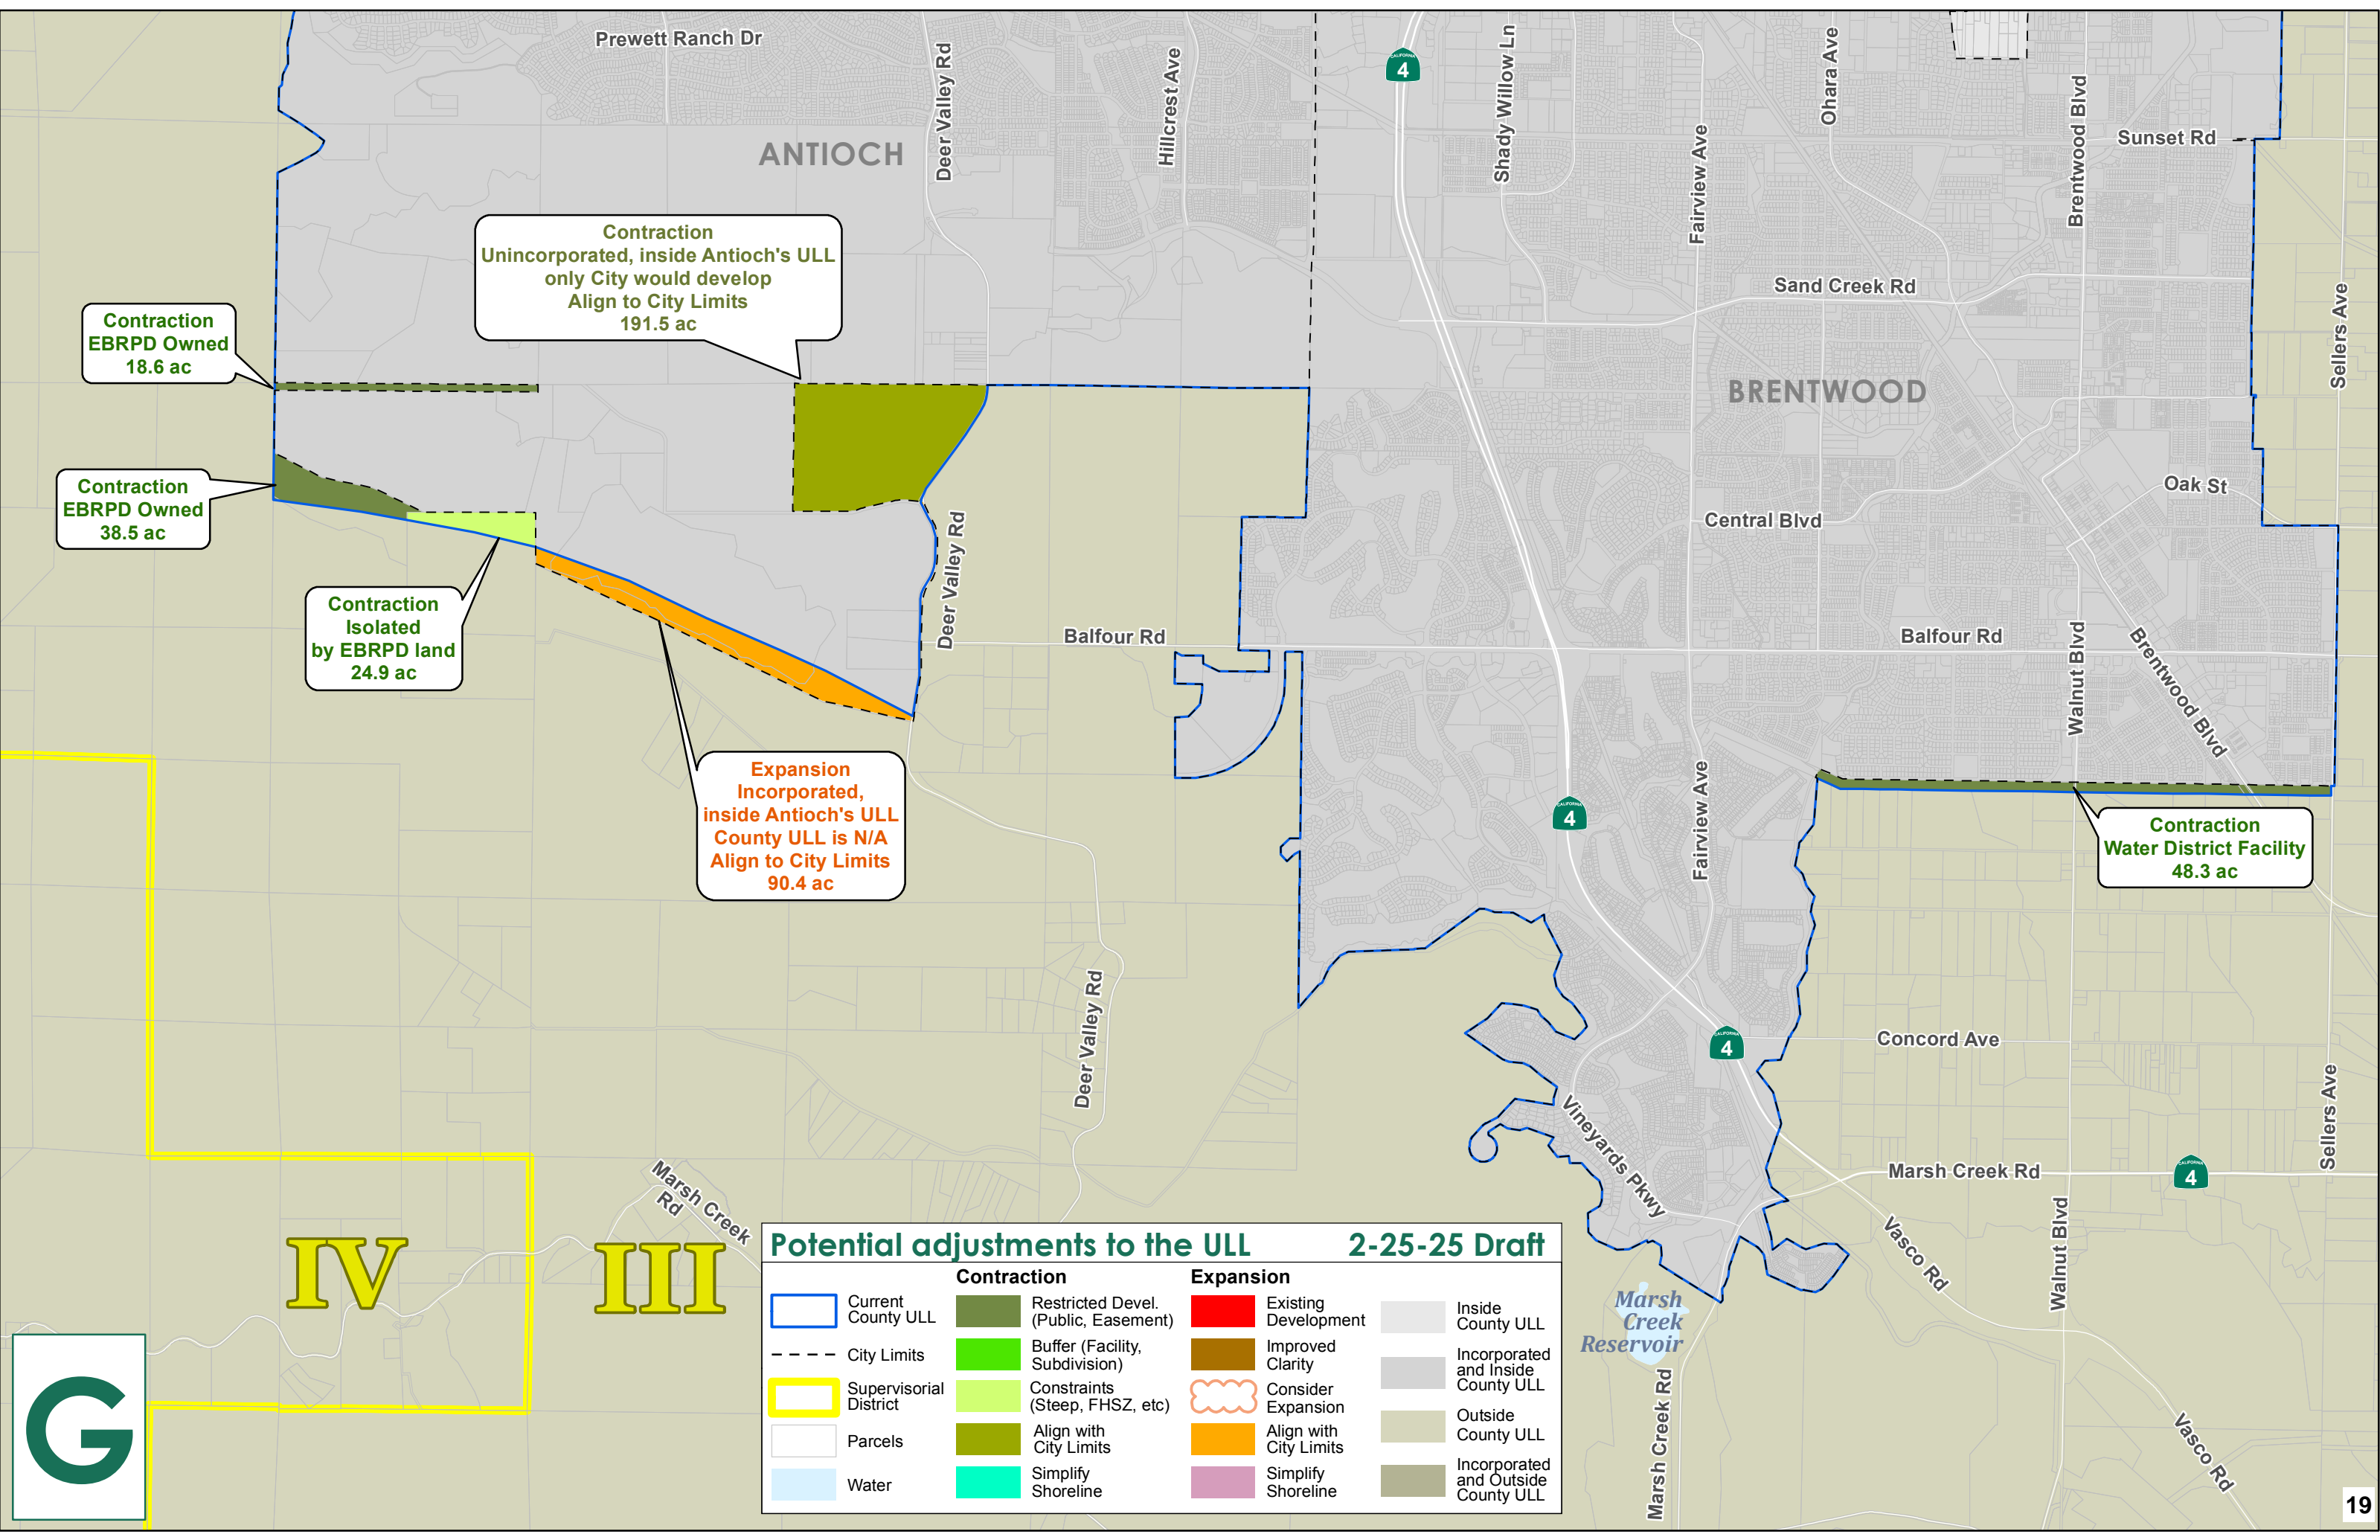 Prewett Ranch Dr
Deer Valley Rd
Hillcrest Ave
CALIFORNIA
4
Shady Willow Ln
Fairview Ave
Ohara Ave
Brentwood Blvd
Sunset Rd
ANTIOCH
Contraction
Unincorporated, inside Antioch's ULL
only City would develop
Align to City Limits
191.5 ac
Sand Creek Rd
Sellers Ave
Contraction
EBRPD Owned
18.6 ac
BRENTWOOD
Contraction
EBRPD Owned
38.5 ac
Oak St
Central Blvd
Deer Valley Rd
Contraction
Isolated
by EBRPD land
24.9 ac
Balfour Rd
Balfour Rd
Walnut Blvd
Brentwood Blvd
Expansion
Incorporated,
inside Antioch's ULL
County ULL is N/A
Align to City Limits
90.4 ac
CALIFORNIA
4
Fairview Ave
Contraction
Water District Facility
48.3 ac
Deer Valley Rd
CALIFORNIA
4
Concord Ave
Sellers Ave
Vineyards Pkwy
Marsh Creek Rd
CALIFORNIA
4
Marsh Creek
Rd
Walnut Blvd
Vasco Rd
IV
III
Marsh
Creek
Reservoir
Marsh Creek Rd
Vasco Rd
G
Potential adjustments to the ULL 2-25-25 Draft
Current
County ULL
City Limits
Supervisorial
District
Parcels
Water
Contraction
Restricted Devel.
(Public, Easement)
Buffer (Facility,
Subdivision)
Constraints
(Steep, FHSZ, etc)
Align with
City Limits
Simplify
Shoreline
Expansion
Existing
Development
Improved
Clarity
Consider
Expansion
Align with
City Limits
Simplify
Shoreline
Inside
County ULL
Incorporated
and Inside
County ULL
Outside
County ULL
Incorporated
and Outside
County ULL
19